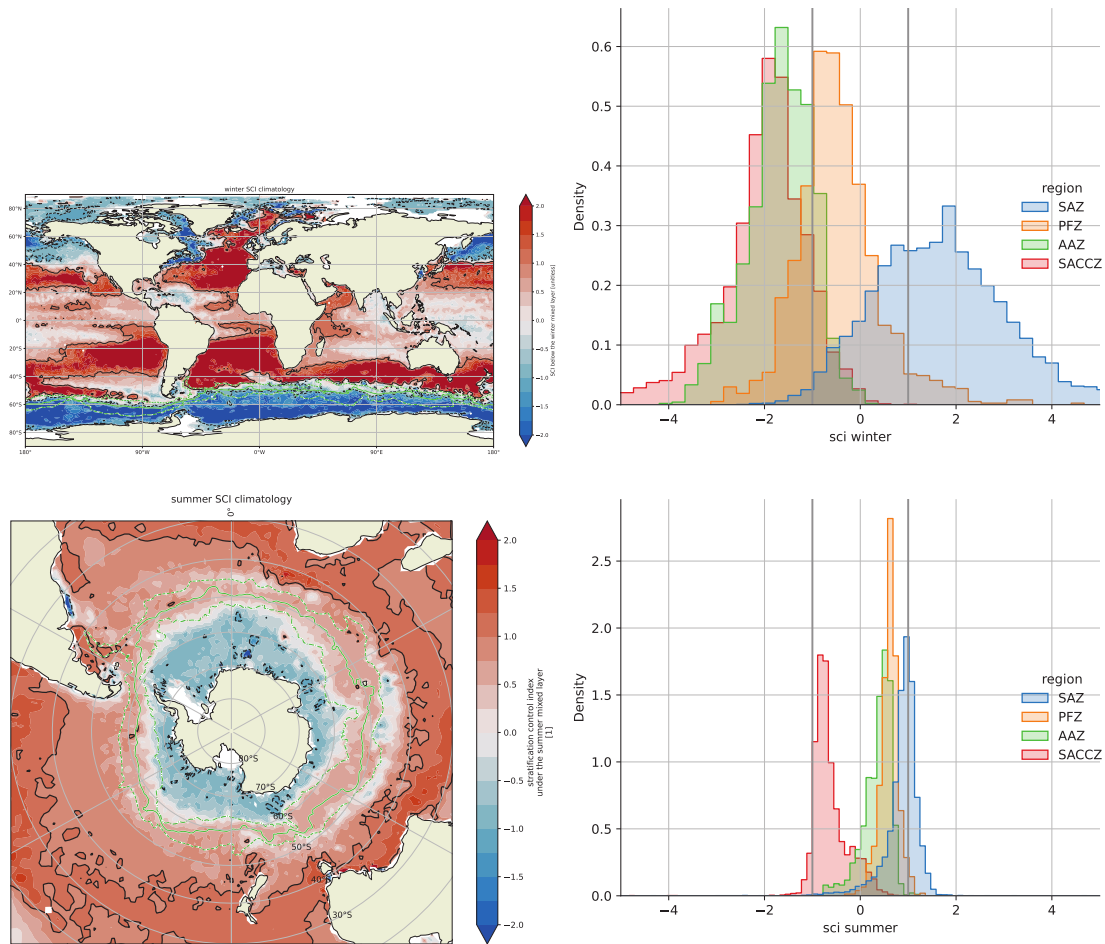 winter SCI climatology
80°N
60°N
40°N
20°N
0°
20°S
40°S
60°S
80°S
180°
90°W
0°W
90°E
180°
2.0
1.5
1.0
0.5
0.0
−0.5
−1.0
−1.5
−2.0
SCI below the winter mixed layer [unitless]
0.6
0.5
0.4
0.3
0.2
0.1
0.0
Density
−4
−2
0
2
4
sci winter
region
SAZ
PFZ
AAZ
SACCZ
summer SCI climatology
0°
80°S
70°S
60°S
50°S
40°S
30°S
2.0
1.5
1.0
0.5
0.0
−0.5
−1.0
−1.5
−2.0
stratification control index
under the summer mixed layer
[1]
2.5
2.0
1.5
1.0
0.5
0.0
Density
−4
−2
0
2
4
sci summer
region
SAZ
PFZ
AAZ
SACCZ